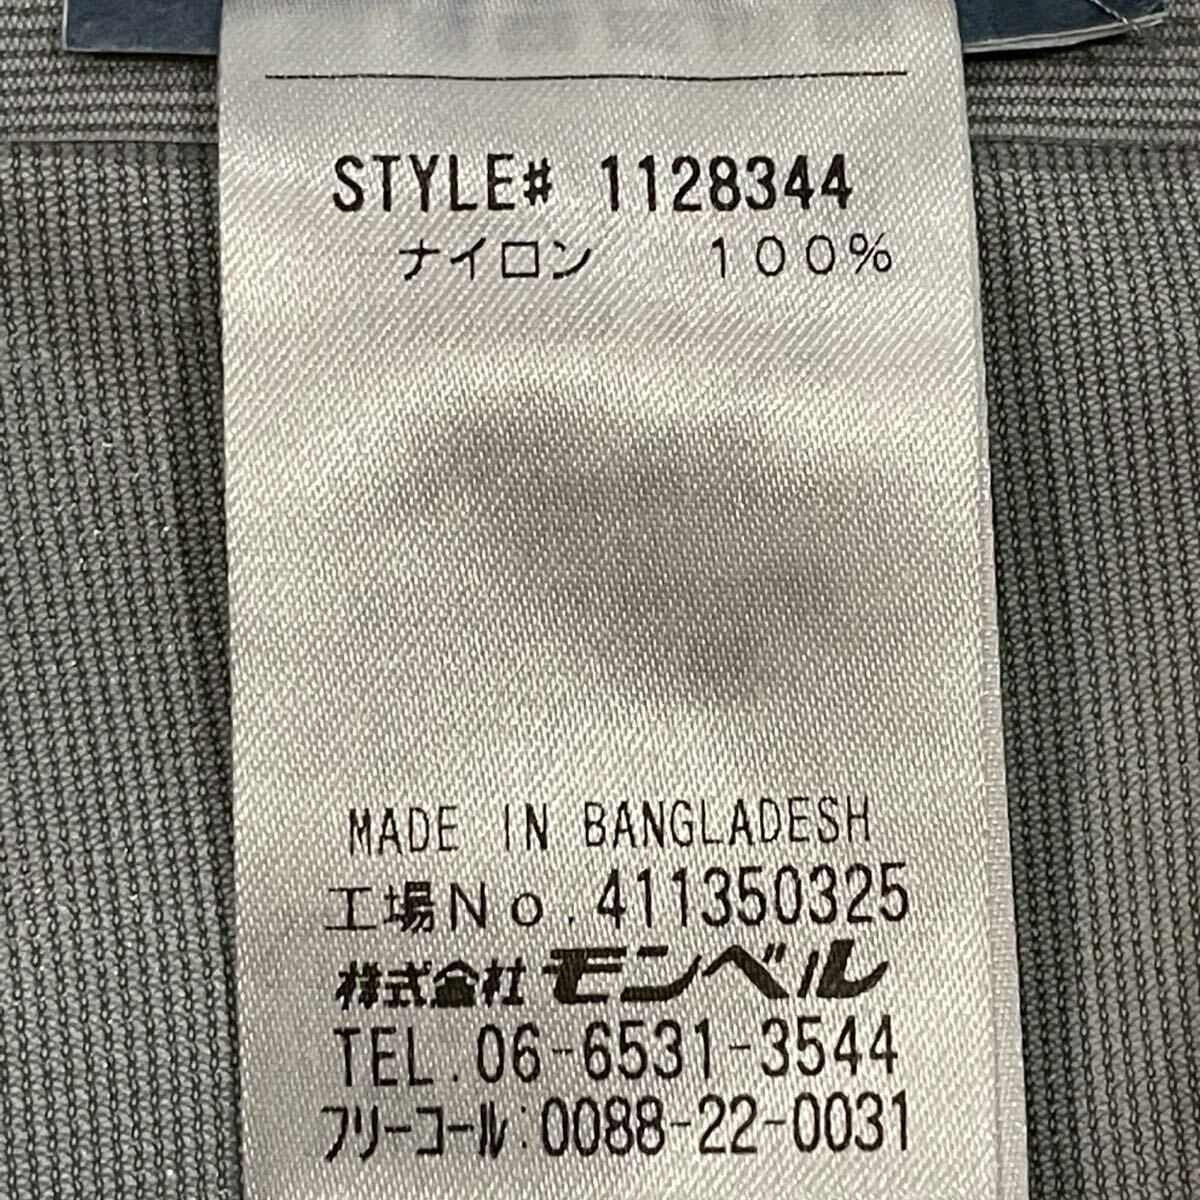 STYLE# 1128344
ナイロン　100%
MADE IN BANGLADESH
工場No.411350325
株式会社 モンベル
TEL.06-6531-3544
フリーコール:0088-22-0031